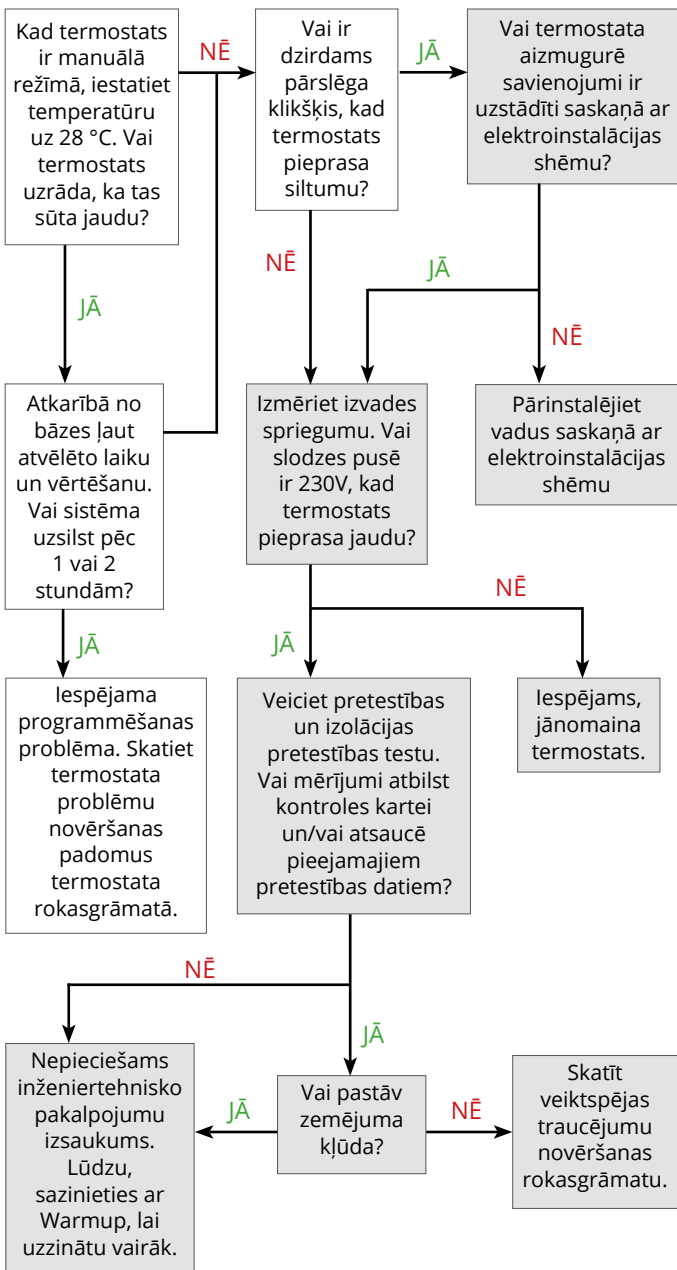 Kad termostats
ir manuālā
režīmā, iestatiet
temperatūru
uz 28 °C. Vai
termostats
uzrāda, ka tas
sūta jaudu?
NĒ
Vai ir
dzirdams
pārslēga
klikšķis, kad
termostats
pieprasa
siltumu?
JĀ
Vai termostata
aizmugurē
savienojumi ir
uzstādīti saskaņā ar
elektroinstalācijas
shēmu?
JĀ
NĒ
JĀ
NĒ
Atkarībā no
bāzes ļaut
atvēlēto laiku
un vērtēšanu.
Vai sistēma
uzsilst pēc
1 vai 2
stundām?
Izmēriet izvades
spriegumu. Vai
slodzes pusē
ir 230V, kad
termostats
pieprasa jaudu?
Pārinstalējiet
vadus saskaņā ar
elektroinstalācijas
shēmu
JĀ
JĀ
NĒ
Iespējama
programmēšanas
problēma. Skatiet
termostata
problēmu
novēršanas
padomus
termostata
rokasgrāmatā.
Veiciet pretestības
un izolācijas
pretestības testu.
Vai mērījumi atbilst
kontroles kartei
un/vai atsaucē
pieejamajiem
pretestības datiem?
Iespējams,
jānomaina
termostats.
NĒ
JĀ
Nepieciešams
inženiertehnisko
pakalpojumu
izsaukums.
Lūdzu,
sazinieties ar
Warmup, lai
uzzinātu vairāk.
JĀ
Vai pastāv
zemējuma
kļūda?
NĒ
Skatīt
veiktspējas
traucējumu
novēršanas
rokasgrāmatu.